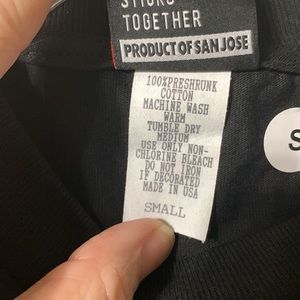 STICKS
TOGETHER
PRODUCT OF SAN JOSE
100%PRESHRUNK
COTTON
MACHINE WASH
WARM
TUMBLE DRY
MEDIUM
USE ONLY NON-
CHLORINE BLEACH
DO NOT IRON
IF DECORATED
MADE IN USA
SMALL
S